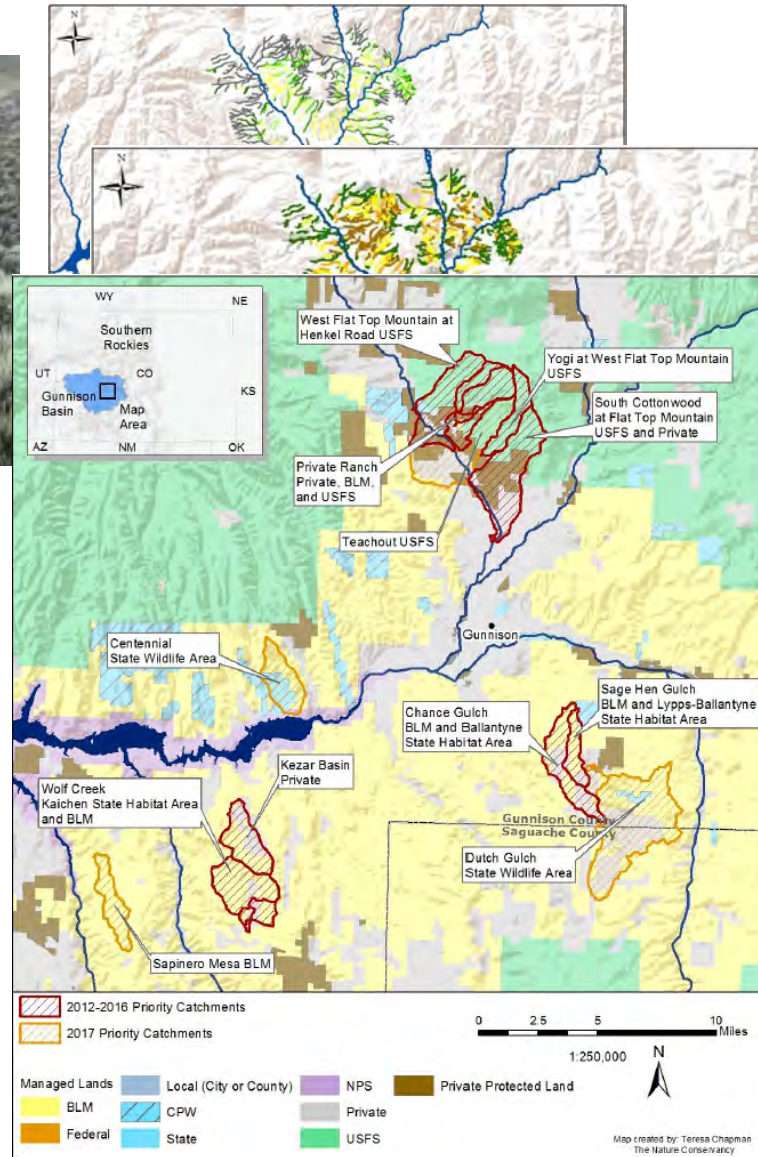 N
N
WY
NE
Southern
Rockies
UT
CO
KS
Gunnison
Basin
Map
Area
AZ
NM
OK
West Flat Top Mountain at
Henkel Road USFS
Yogi at West Flat Top Mountain
USFS
South Cottonwood
at Flat Top Mountain
USFS and Private
Private Ranch
Private, BLM,
and USFS
Teachout USFS
Gunnison
Centennial
State Wildlife Area
Sage Hen Gulch
BLM and Lypps-Ballantyne
State Habitat Area
Chance Gulch
BLM and Ballantyne
State Habitat Area
Kezar Basin
Private
Wolf Creek
Kaichen State Habitat Area
and BLM
Gunnison County
Saguache County
Dutch Gulch
State Wildlife Area
Sapinero Mesa BLM
2012-2016 Priority Catchments
2017 Priority Catchments
0 2.5 5 10
Miles
1:250,000
N
Managed Lands
BLM
Federal
Local (City or County)
CPW
State
NPS
Private
USFS
Private Protected Land
Map created by: Teresa Chapman
The Nature Conservancy